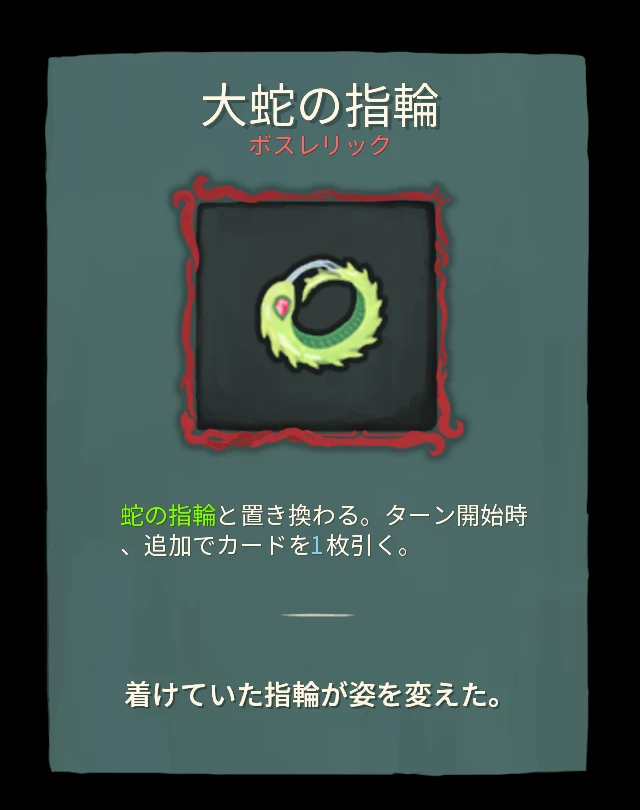 大蛇の指輪
ボスレリック
蛇の指輪と置き換わる。ターン開始時
、追加でカードを1枚引く。
着けていた指輪が姿を変えた。